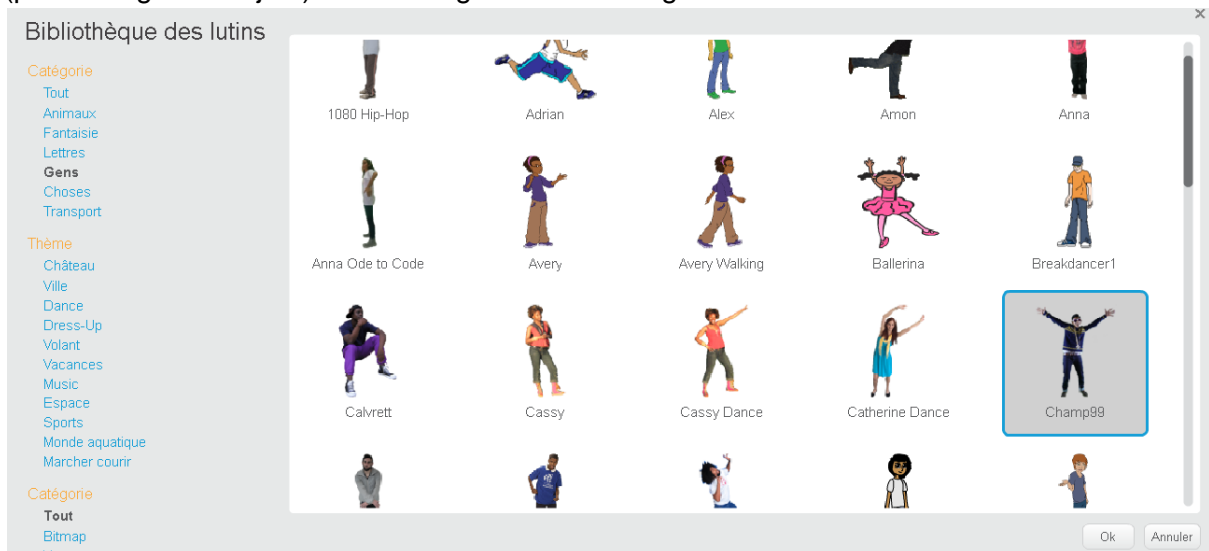 Bibliothèque des lutins
Catégorie
Tout
Animaux
Fantaisie
Lettres
Gens
Choses
Transport
Thème
Château
Ville
Dance
Dress-Up
Volant
Vacances
Music
Espace
Sports
Monde aquatique
Marcher courir
Catégorie
Tout
Bitmap
1080 Hip-Hop
Adrian
Alex
Amon
Anna
Anna Ode to Code
Avery
Avery Walking
Ballerina
Breakdancer1
Calvrett
Cassy
Cassy Dance
Catherine Dance
Champ99
Ok
Annuler